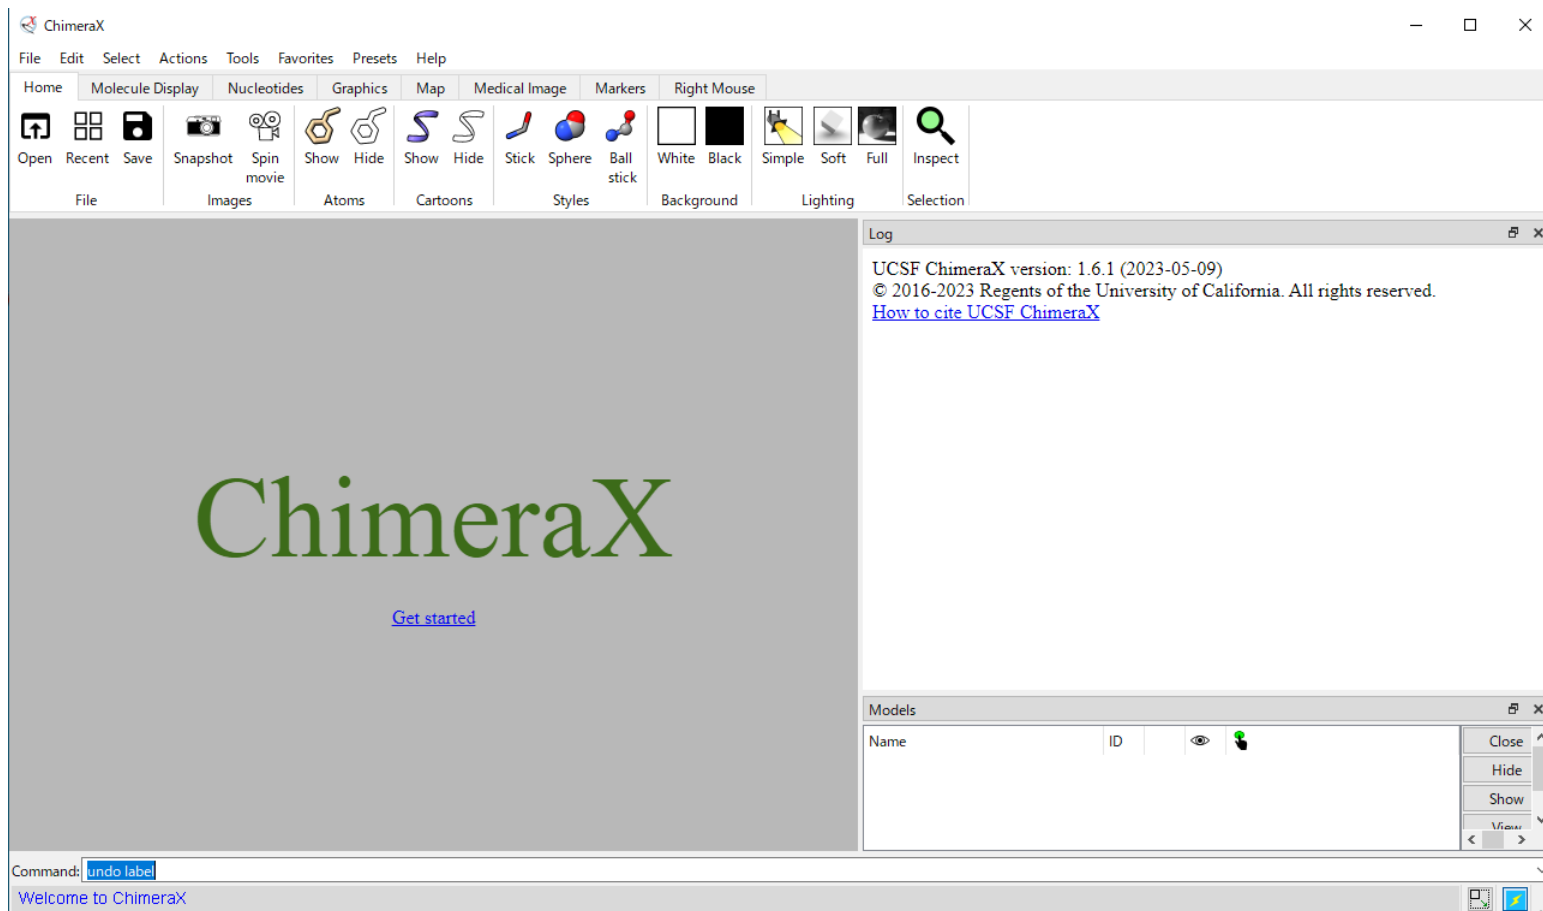 ChimeraX
File Edit Select Actions Tools Favorites Presets Help
Home Molecule Display Nucleotides Graphics Map Medical Image Markers Right Mouse
Open Recent Save Snapshot Spin movie Show Hide Show Hide Stick Sphere Ball stick White Black Simple Soft Full Inspect
File Images Atoms Cartoons Styles Background Lighting Selection
ChimeraX
Get started
Log
UCSF ChimeraX version: 1.6.1 (2023-05-09)
© 2016-2023 Regents of the University of California. All rights reserved.
How to cite UCSF ChimeraX
Models
Name ID
Close
Hide
Show
View
Command: undo label
Welcome to ChimeraX